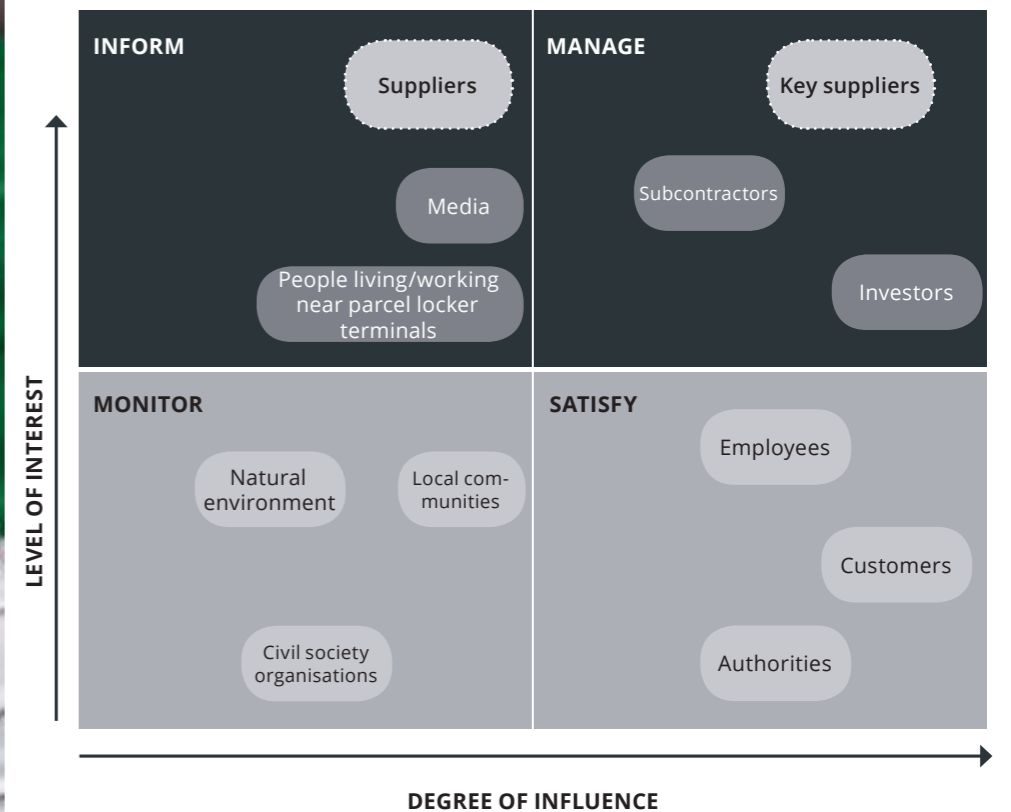 INFORM
Suppliers
Media
People living/working
near parcel locker
terminals
MANAGE
Key suppliers
Subcontractors
Investors
MONITOR
Natural
environment
Local com-
munities
Civil society
organisations
SATISFY
Employees
Customers
Authorities
LEVEL OF INTEREST
DEGREE OF INFLUENCE